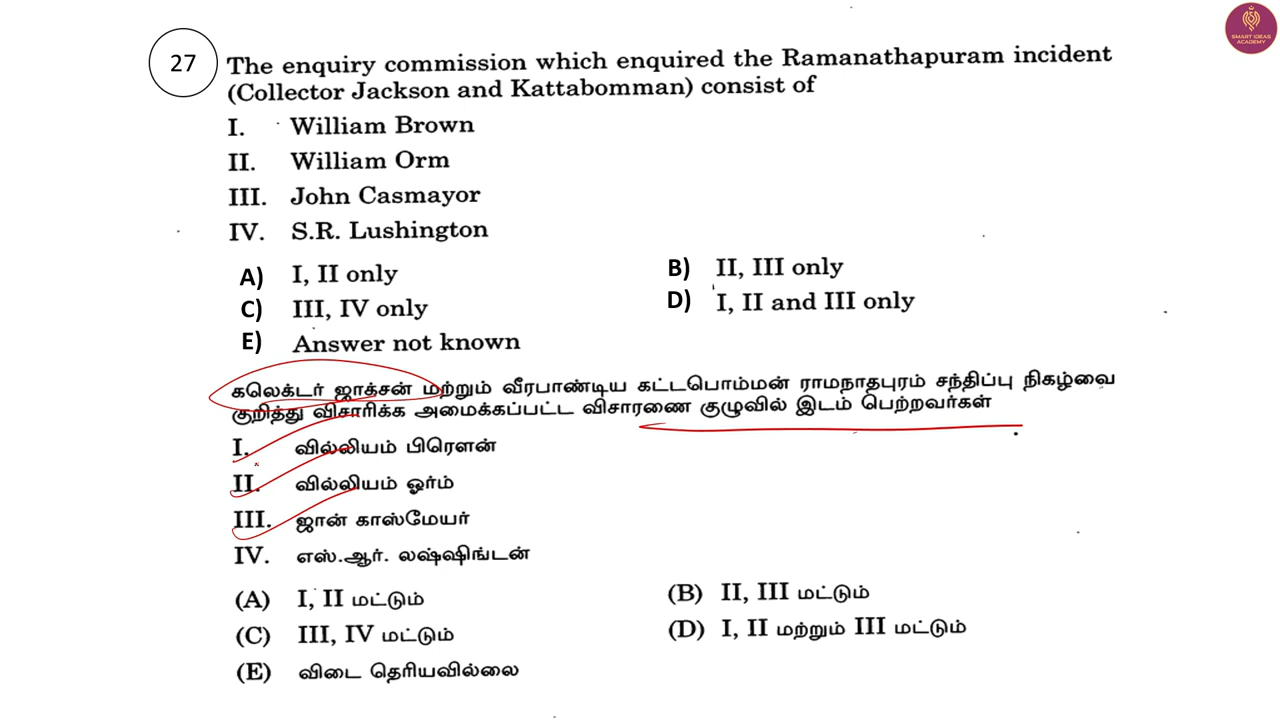 SMART IDEAS
ACADEMY
27
The enquiry commission which enquired the Ramanathapuram incident
(Collector Jackson and Kattabomman) consist of
I. William Brown
II. William Orm
III. John Casmayor
IV. S.R. Lushington
A) I, II only B) II, III only
C) III, IV only D) I, II and III only
E) Answer not known
கலெக்டர் ஜாக்சன் மற்றும் வீரபாண்டிய கட்டபொம்மன் ராமநாதபுரம் சந்திப்பு நிகழ்வை
குறித்து விசாரிக்க அமைக்கப்பட்ட விசாரணை குழுவில் இடம் பெற்றவர்கள்
I. வில்லியம் பிரௌன்
II. வில்லியம் ஓர்ம்
III. ஜான் காஸ்மேயர்
IV. எஸ்.ஆர். லஷ்ஷிங்டன்
(A) I, II மட்டும் (B) II, III மட்டும்
(C) III, IV மட்டும் (D) I, II மற்றும் III மட்டும்
(E) விடை தெரியவில்லை